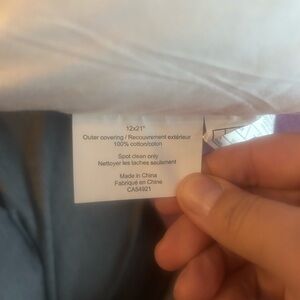 12x21"
Outer covering / Recouvrement extérieur
100% cotton/coton
Spot clean only
Nettoyer les taches seulement
Made in China
Fabriqué en Chine
CA54921